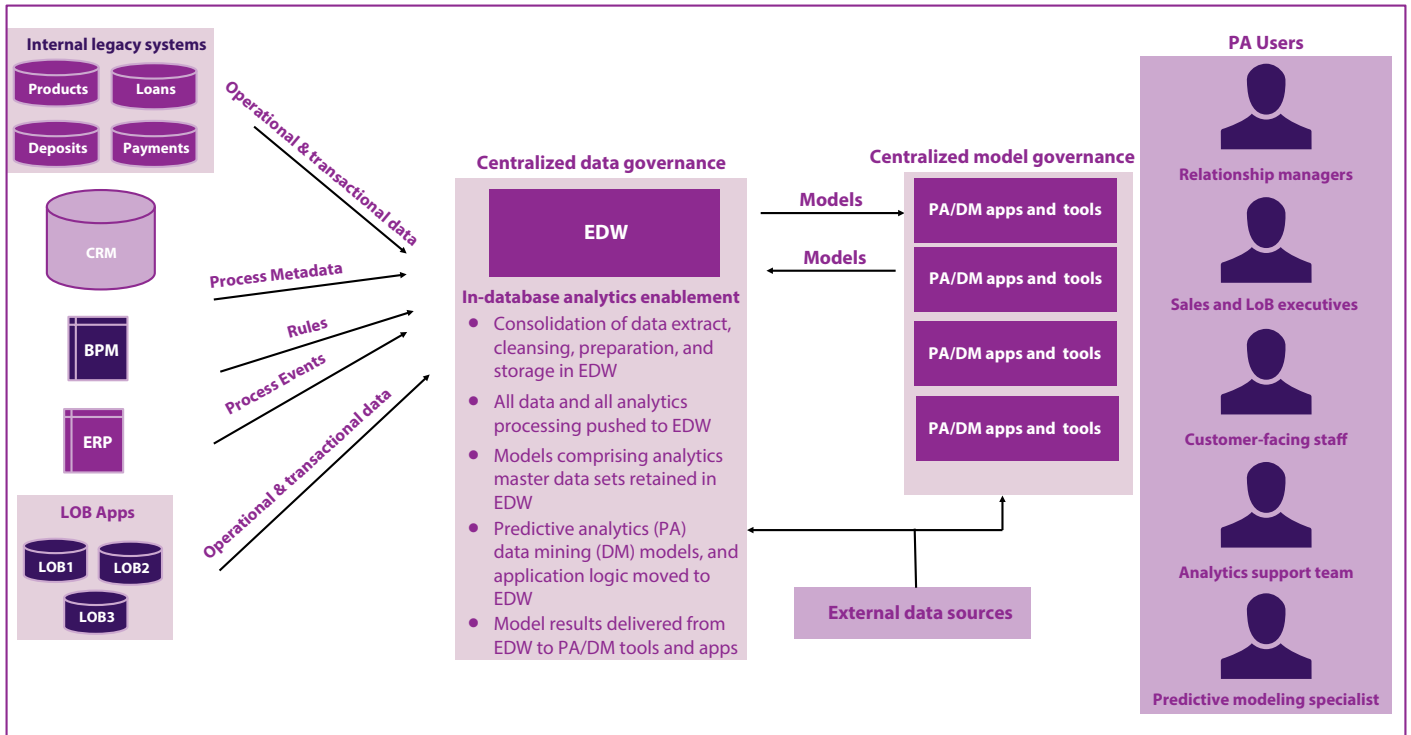 Internal legacy systems
Products
Loans
Deposits
Payments
CRM
BPM
ERP
LOB Apps
LOB1
LOB2
LOB3
Operational & transactional data
Process Metadata
Rules
Process Events
Operational & transactional data
Centralized data governance
EDW
In-database analytics enablement
• Consolidation of data extract,
cleansing, preparation, and
storage in EDW
• All data and all analytics
processing pushed to EDW
• Models comprising analytics
master data sets retained in
EDW
• Predictive analytics (PA)
data mining (DM) models, and
application logic moved to
EDW
• Model results delivered from
EDW to PA/DM tools and apps
Models
Models
Centralized model governance
PA/DM apps and tools
PA/DM apps and tools
PA/DM apps and tools
PA/DM apps and tools
External data sources
PA Users
Relationship managers
Sales and LoB executives
Customer-facing staff
Analytics support team
Predictive modeling specialist